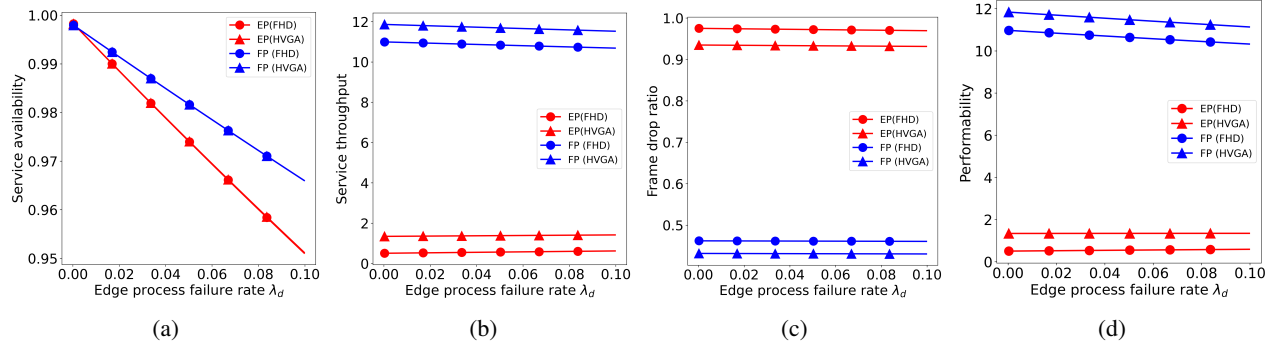 Service availability
1.00
0.99
0.98
0.97
0.96
0.95
EP(FHD)
EP(HVGA)
FP (FHD)
FP (HVGA)
0.00 0.02 0.04 0.06 0.08 0.10
Edge process failure rate λd
(a)
Service throughput
12
10
8
6
4
2
0
EP(FHD)
EP(HVGA)
FP (FHD)
FP (HVGA)
0.00 0.02 0.04 0.06 0.08 0.10
Edge process failure rate λd
(b)
Frame drop ratio
1.0
0.9
0.8
0.7
0.6
0.5
EP(FHD)
EP(HVGA)
FP (FHD)
FP (HVGA)
0.00 0.02 0.04 0.06 0.08 0.10
Edge process failure rate λd
(c)
Performability
12
10
8
6
4
2
0
EP(FHD)
EP(HVGA)
FP (FHD)
FP (HVGA)
0.00 0.02 0.04 0.06 0.08 0.10
Edge process failure rate λd
(d)